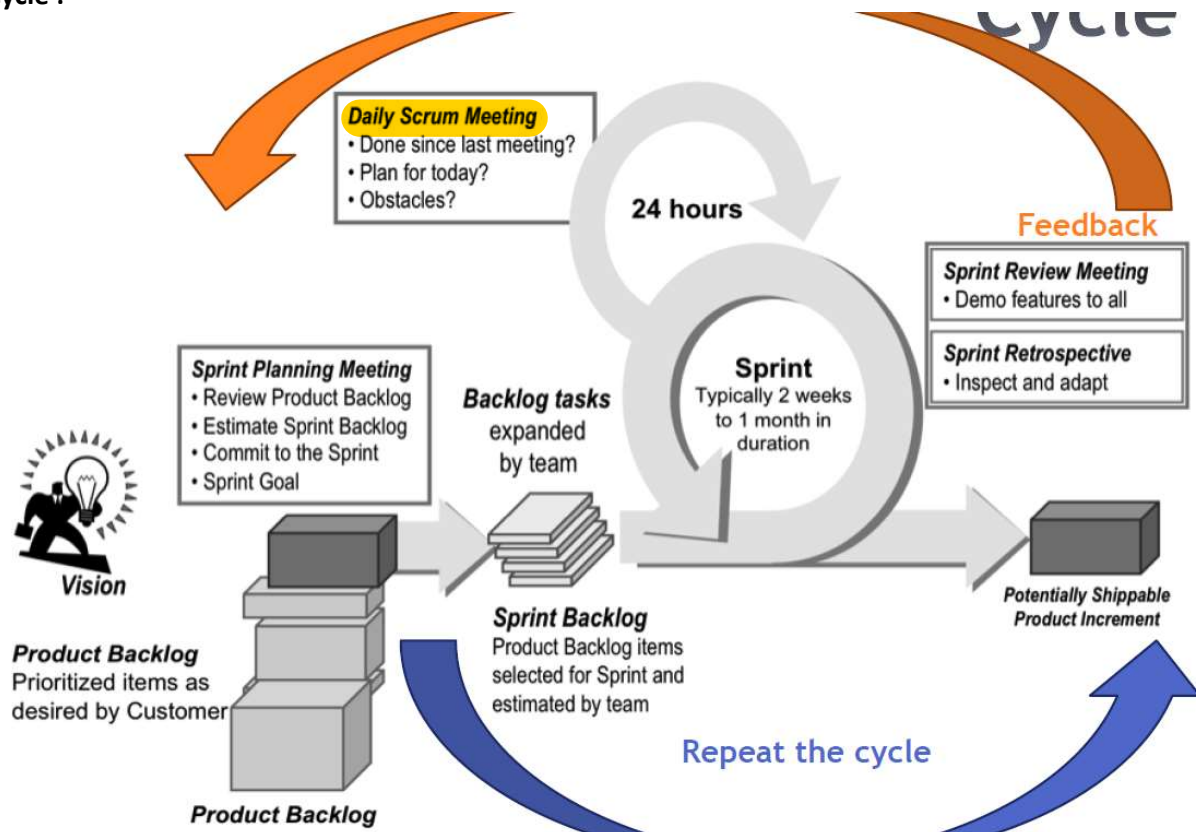 cycle :
cycle
Daily Scrum Meeting
• Done since last meeting?
• Plan for today?
• Obstacles?
24 hours
Feedback
Sprint Review Meeting
• Demo features to all
Sprint Retrospective
• Inspect and adapt
Sprint Planning Meeting
• Review Product Backlog
• Estimate Sprint Backlog
• Commit to the Sprint
• Sprint Goal
Backlog tasks
expanded
by team
Sprint
Typically 2 weeks
to 1 month in
duration
Vision
Potentially Shippable
Product Increment
Sprint Backlog
Product Backlog items
selected for Sprint and
estimated by team
Product Backlog
Prioritized items as
desired by Customer
Repeat the cycle
Product Backlog